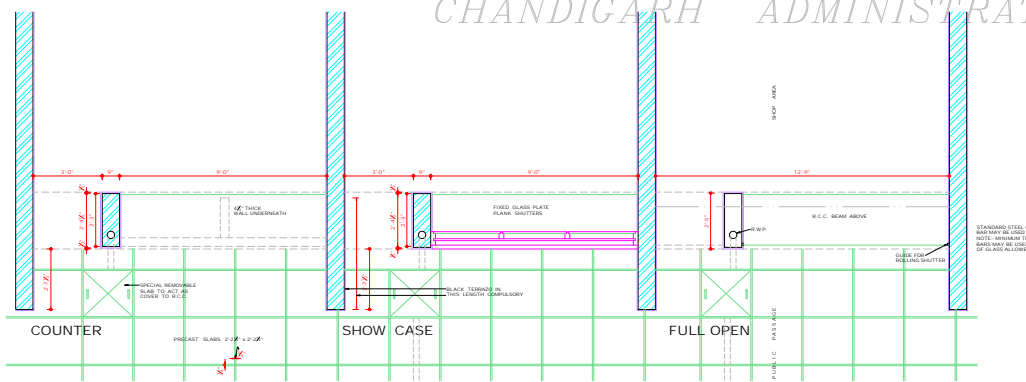 CHANDIGARH ADMINISTRAT
SHOP AREA
3'-0"
9"
9'-0"
3'-0"
9"
9'-0"
12'-9"
THICK
WALL UNDERNEATH
2'-3"
FIXED GLASS PLATE
PLANK SHUTTERS
2'-3"
R.C.C. BEAM ABOVE
R.W.P.
STANDARD STEEL
BAR MAY BE USED.
NOTE:- MINIMUM
BARS MAY BE USE
OF GLASS ALLOWE
GUIDE FOR
ROLLING SHUTTER
SPECIAL REMOVABLE
SLAB TO ACT AS
COVER TO R.C.C.
BLACK TERRAZO IN
THIS LENGTH COMPULSORY
COUNTER
SHOW CASE
FULL OPEN
PRECAST SLABS
PUBLIC PASSAGE